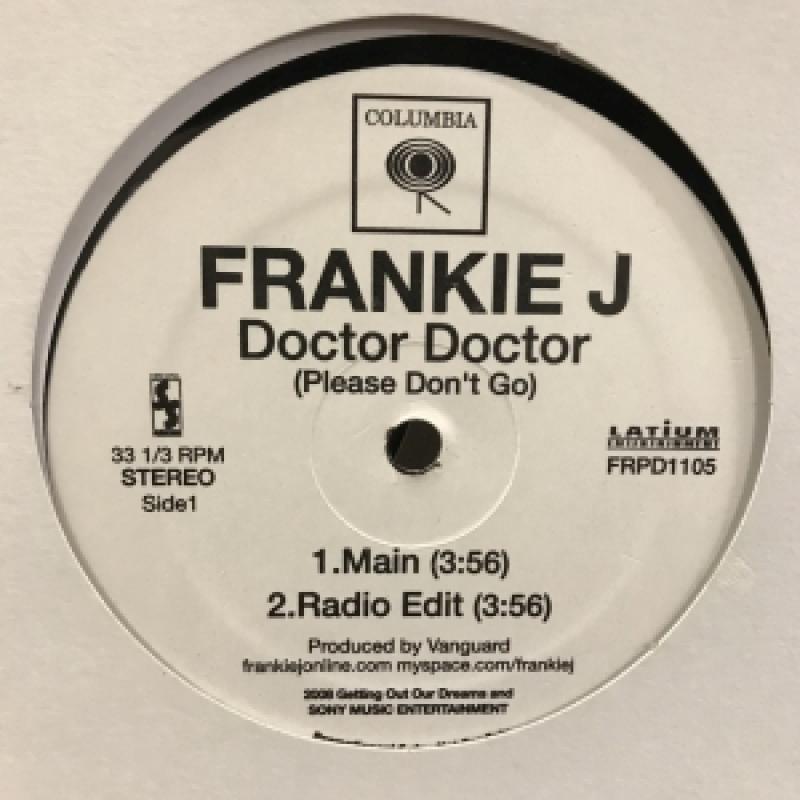 COLUMBIA
FRANKIE J
Doctor Doctor
(Please Don't Go)
33 1/3 RPM
STEREO
Side1
LATiUM
ENTERTAINMENT
FRPD1105
1.Main (3:56)
2.Radio Edit (3:56)
Produced by Vanguard
frankiejonline.com myspace.com/frankiej
2008 Getting Out Our Dreams and
SONY MUSIC ENTERTAINMENT